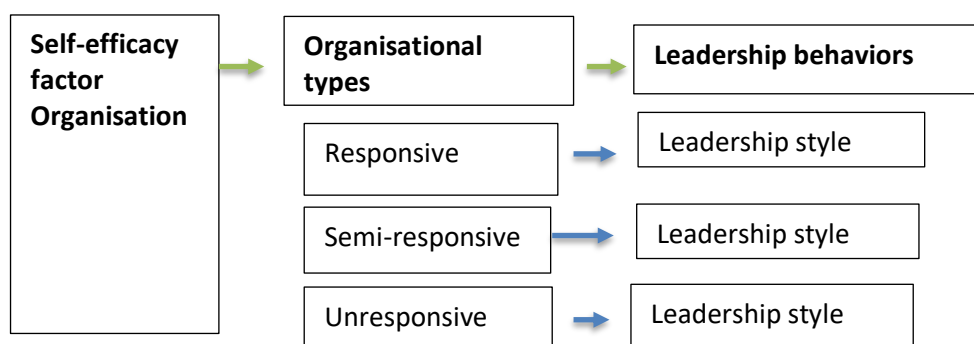 Self-efficacy
factor
Organisation
Organisational
types
Leadership behaviors
Responsive
Leadership style
Semi-responsive
Leadership style
Unresponsive
Leadership style